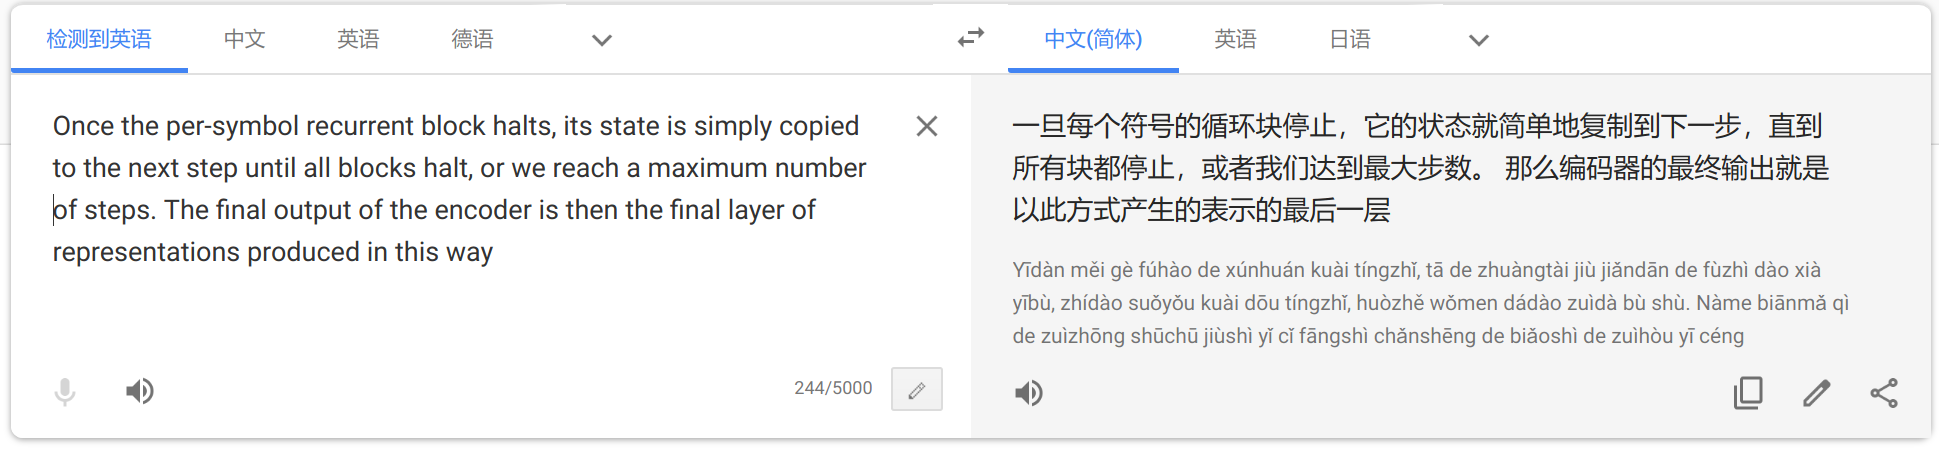 检测到英语 中文 英语 德语 中文(简体) 英语 日语
Once the per-symbol recurrent block halts, its state is simply copied
to the next step until all blocks halt, or we reach a maximum number
of steps. The final output of the encoder is then the final layer of
representations produced in this way
244/5000
一旦每个符号的循环块停止，它的状态就简单地复制到下一步，直到
所有块都停止，或者我们达到最大步数。 那么编码器的最终输出就是
以此方式产生的表示的最后一层
Yīdàn měi gè fúhào de xúnhuán kuài tíngzhǐ, tā de zhuàngtài jiù jiǎndān de fùzhì dào xià
yībù, zhídào suǒyǒu kuài dōu tíngzhǐ, huòzhě wǒmen dádào zuìdà bù shù. Nàme biānmǎ qì
de zuìzhōng shūchū jiùshì yǐ cǐ fāngshì chǎnshēng de biǎoshì de zuìhòu yī céng